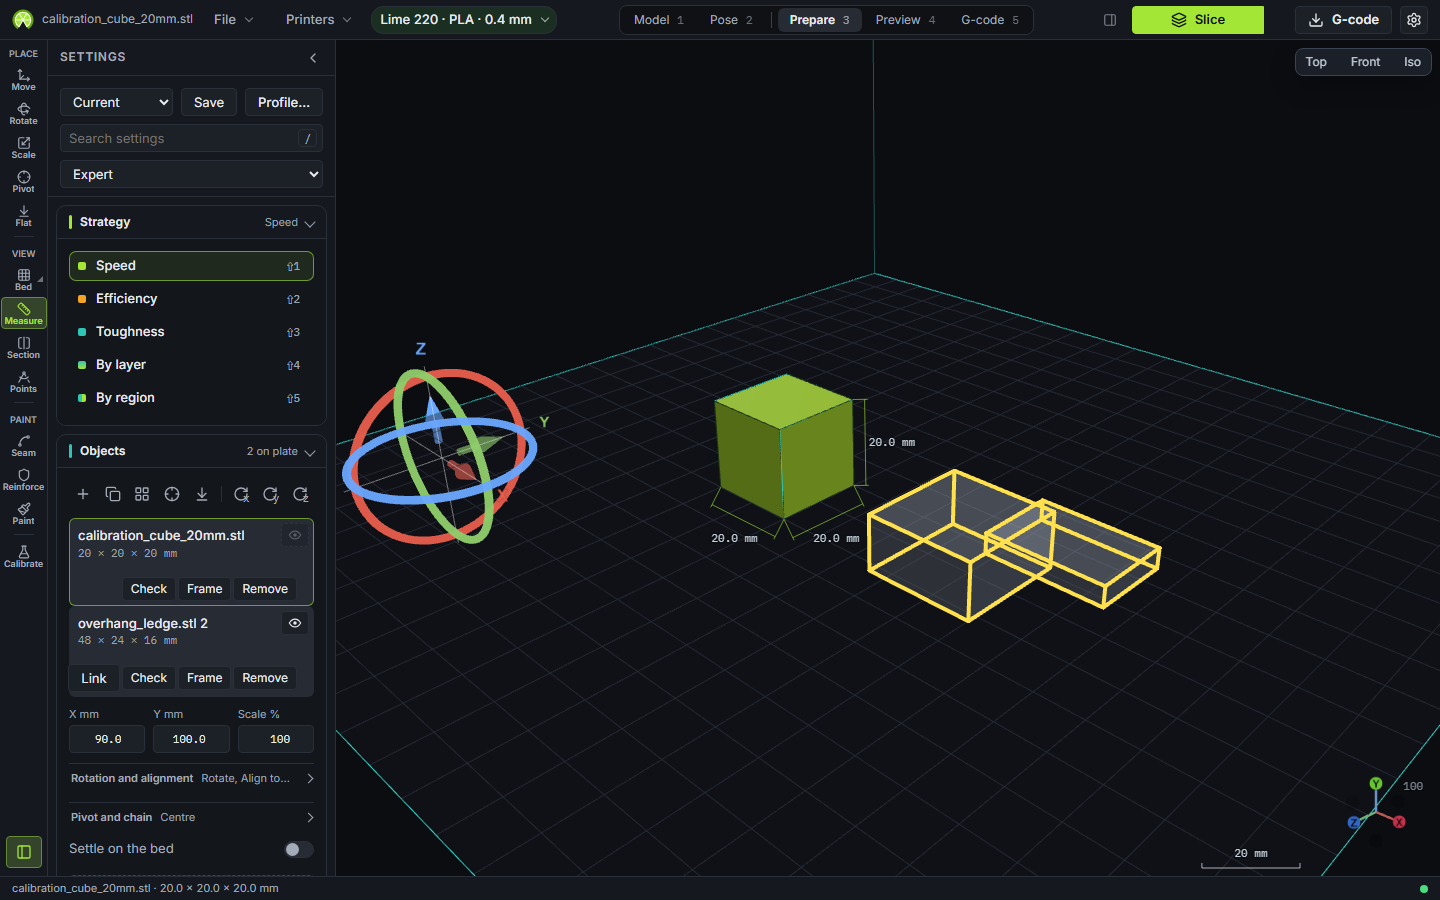 calibration_cube_20mm.stl
File
Printers
Lime 220 · PLA · 0.4 mm
Model 1
Pose 2
Prepare 3
Preview 4
G-code 5
Slice
G-code
PLACE
Move
Rotate
Scale
Pivot
Flat
VIEW
Bed
Measure
Section
Points
PAINT
Seam
Reinforce
Paint
Calibrate
SETTINGS
Current
Save
Profile...
Search settings
/
Expert
Strategy
Speed
Speed ⇧1
Efficiency ⇧2
Toughness ⇧3
By layer ⇧4
By region ⇧5
Objects
2 on plate
x
y
z
calibration_cube_20mm.stl
20 × 20 × 20 mm
Check
Frame
Remove
overhang_ledge.stl 2
48 × 24 × 16 mm
Link
Check
Frame
Remove
X mm
Y mm
Scale %
90.0
100.0
100
Rotation and alignment Rotate, Align to...
Pivot and chain Centre
Settle on the bed
Top
Front
Iso
Z
Y
X
20.0 mm
20.0 mm
20.0 mm
Y
100
Z
X
20 mm
calibration_cube_20mm.stl · 20.0 × 20.0 × 20.0 mm